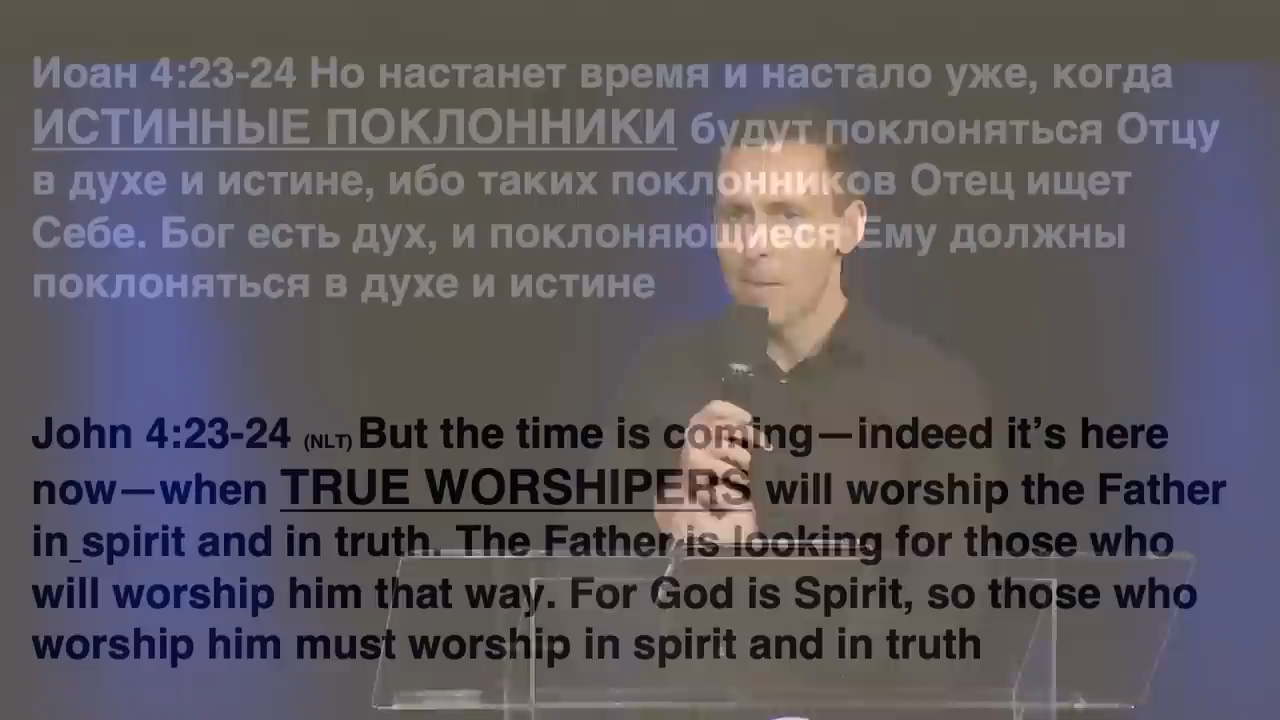 Иоан 4:23-24 Но настанет время и настало уже, когда
ИСТИННЫЕ ПОКЛОННИКИ будут поклоняться Отцу
в духе и истине, ибо таких поклонников Отец ищет
Себе. Бог есть дух, и поклоняющиеся Ему должны
поклоняться в духе и истине
John 4:23-24 (NLT) But the time is coming—indeed it’s here
now—when TRUE WORSHIPERS will worship the Father
in spirit and in truth. The Father is looking for those who
will worship him that way. For God is Spirit, so those who
worship him must worship in spirit and in truth